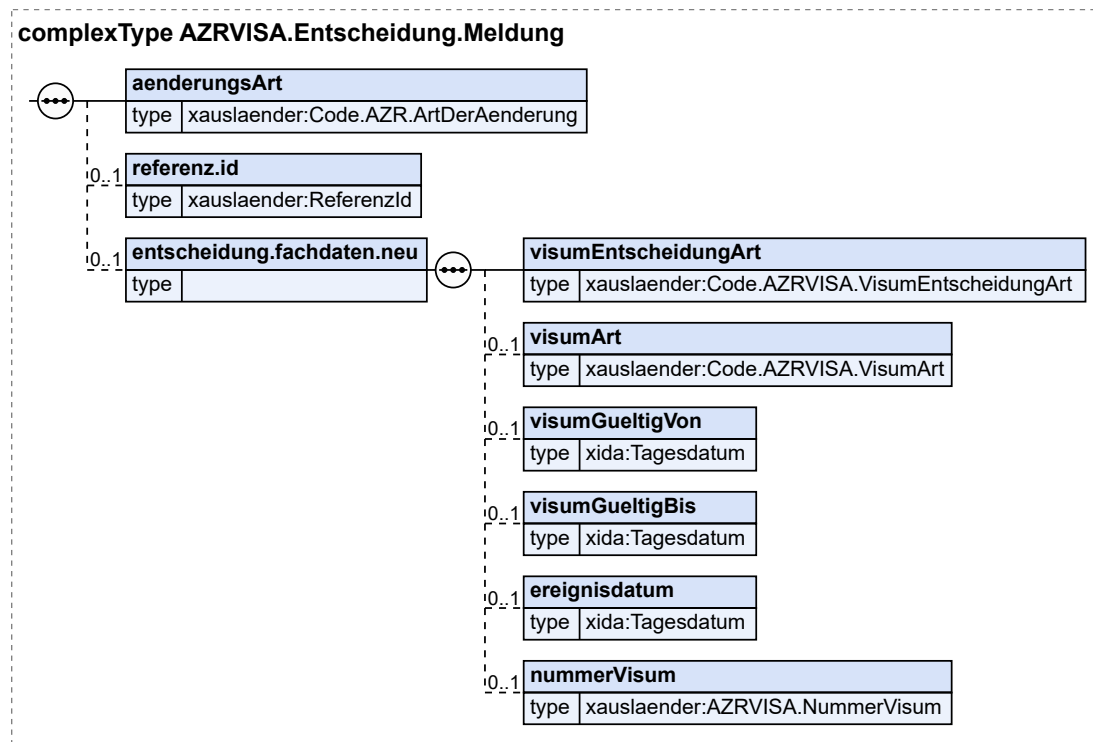 complexType AZRVISA.Entscheidung.Meldung
aenderungsArt
type xauslaender:Code.AZR.ArtDerAenderung
0..1
referenz.id
type xauslaender:ReferenzId
0..1
entscheidung.fachdaten.neu
type
visumEntscheidungArt
type xauslaender:Code.AZRVISA.VisumEntscheidungArt
0..1
visumArt
type xauslaender:Code.AZRVISA.VisumArt
0..1
visumGueltigVon
type xida:Tagesdatum
0..1
visumGueltigBis
type xida:Tagesdatum
0..1
ereignisdatum
type xida:Tagesdatum
0..1
nummerVisum
type xauslaender:AZRVISA.NummerVisum